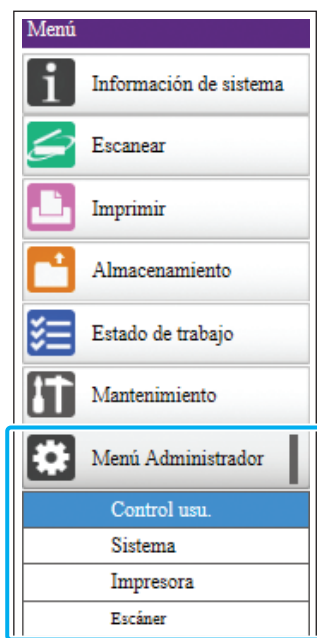 Menú
Información de sistema
Escanear
Imprimir
Almacenamiento
Estado de trabajo
Mantenimiento
Menú Administrador
Control usu.
Sistema
Impresora
Escáner